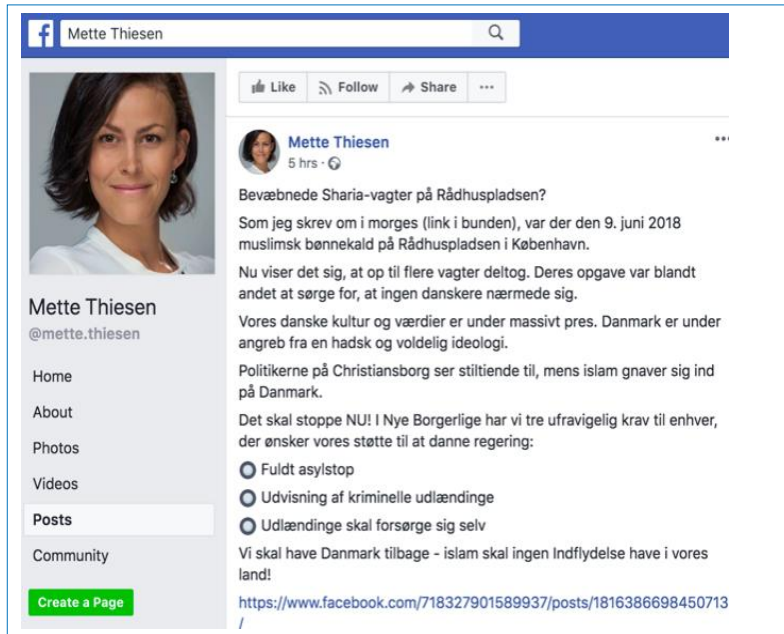 Mette Thiesen
Like Follow Share
Mette Thiesen
5 hrs
Bevæbnede Sharia-vagter på Rådhuspladsen?
Som jeg skrev om i morges (link i bunden), var der den 9. juni 2018
muslimsk bønnekald på Rådhuspladsen i København.
Nu viser det sig, at op til flere vagter deltog. Deres opgave var blandt
andet at sørge for, at ingen danskere nærmede sig.
Vores danske kultur og værdier er under massivt pres. Danmark er under
angreb fra en hadsk og voldelig ideologi.
Politikerne på Christiansborg ser stiltiende til, mens islam gnaver sig ind
på Danmark.
Det skal stoppe NU! I Nye Borgerlige har vi tre ufravigelig krav til enhver,
der ønsker vores støtte til at danne regering:
Fuldt asylstop
Udvisning af kriminelle udlændinge
Udlændinge skal forsørge sig selv
Vi skal have Danmark tilbage - islam skal ingen Indflydelse have i vores
land!
https://www.facebook.com/718327901589937/posts/1816386698450713
/
Mette Thiesen
@mette.thiesen
Home
About
Photos
Videos
Posts
Community
Create a Page